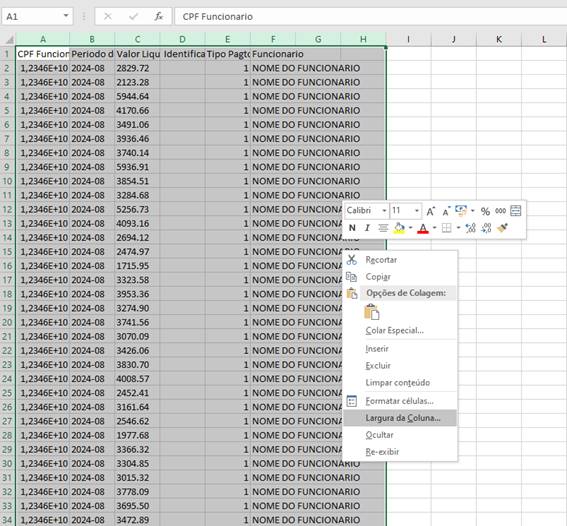 A1
fx
CPF Funcionario
A B C D E F G H I J K L
1 CPF Funcion Periodo d Valor Liqu Identifica Tipo Pagto Funcionario
2 1,2346E+10 2024-08 2829.72 1 NOME DO FUNCIONARIO
3 1,2346E+10 2024-08 2123.28 1 NOME DO FUNCIONARIO
4 1,2346E+10 2024-08 5944.64 1 NOME DO FUNCIONARIO
5 1,2346E+10 2024-08 4170.66 1 NOME DO FUNCIONARIO
6 1,2346E+10 2024-08 3491.06 1 NOME DO FUNCIONARIO
7 1,2346E+10 2024-08 3936.46 1 NOME DO FUNCIONARIO
8 1,2346E+10 2024-08 3740.14 1 NOME DO FUNCIONARIO
9 1,2346E+10 2024-08 5936.91 1 NOME DO FUNCIONARIO
10 1,2346E+10 2024-08 3854.51 1 NOME DO FUNCIONARIO
11 1,2346E+10 2024-08 3284.68 1 NOME DO FUNCIONARIO
12 1,2346E+10 2024-08 5256.73 1 NOME DO FUNCIONA
13 1,2346E+10 2024-08 4093.16 1 NOME DO FUNCIONA
14 1,2346E+10 2024-08 2694.12 1 NOME DO FUNCIONARIO
15 1,2346E+10 2024-08 2474.97 1 NOME DO FUNCIONA
16 1,2346E+10 2024-08 1715.95 1 NOME DO FUNCIONA
17 1,2346E+10 2024-08 3323.58 1 NOME DO FUNCIONA
18 1,2346E+10 2024-08 3953.36 1 NOME DO FUNCIONA
19 1,2346E+10 2024-08 3274.90 1 NOME DO FUNCIONA
20 1,2346E+10 2024-08 3741.56 1 NOME DO FUNCIONA
21 1,2346E+10 2024-08 3070.09 1 NOME DO FUNCIONA
22 1,2346E+10 2024-08 3426.06 1 NOME DO FUNCIONA
23 1,2346E+10 2024-08 3830.70 1 NOME DO FUNCIONA
24 1,2346E+10 2024-08 4008.57 1 NOME DO FUNCIONA
25 1,2346E+10 2024-08 2452.41 1 NOME DO FUNCIONA
26 1,2346E+10 2024-08 3161.64 1 NOME DO FUNCIONA
27 1,2346E+10 2024-08 2546.62 1 NOME DO FUNCIONA
28 1,2346E+10 2024-08 1977.68 1 NOME DO FUNCIONA
29 1,2346E+10 2024-08 3366.32 1 NOME DO FUNCIONA
30 1,2346E+10 2024-08 3304.85 1 NOME DO FUNCIONARIO
31 1,2346E+10 2024-08 3015.32 1 NOME DO FUNCIONARIO
32 1,2346E+10 2024-08 3778.09 1 NOME DO FUNCIONARIO
33 1,2346E+10 2024-08 3695.50 1 NOME DO FUNCIONARIO
34 1,2346E+10 2024-08 3472.89 1 NOME DO FUNCIONARIO
Calibri 11 A A % 000
N I A
Recortar
Copiar
Opções de Colagem:
Colar Especial...
Inserir
Excluir
Limpar conteúdo
Formatar células...
Largura da Coluna...
Ocultar
Re-exibir